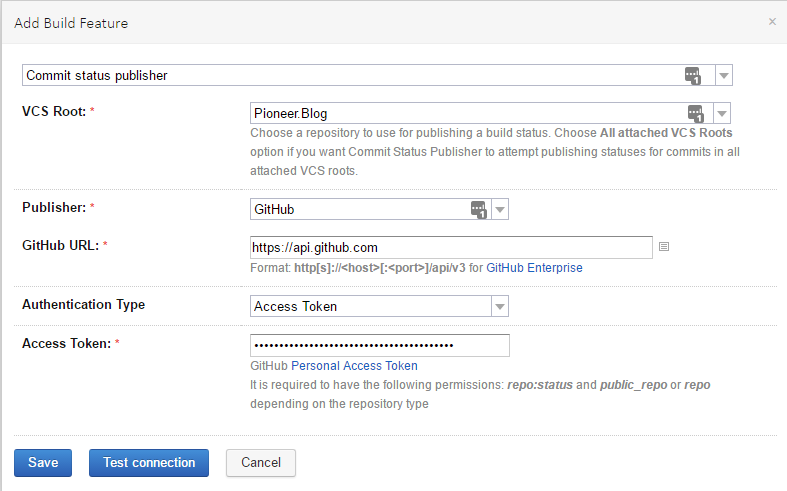 Add Build Feature ×
Commit status publisher 1
VCS Root: * Pioneer.Blog 1
Choose a repository to use for publishing a build status. Choose All attached VCS Roots
option if you want Commit Status Publisher to attempt publishing statuses for commits in all
attached VCS roots.
Publisher: * GitHub 1
GitHub URL: * https://api.github.com
Format: http[s]://<host>[:<port>]/api/v3 for GitHub Enterprise
Authentication Type Access Token
Access Token: * ••••••••••••••••••••••••••••••••••••••••
GitHub Personal Access Token
It is required to have the following permissions: repo:status and public_repo or repo
depending on the repository type
Save Test connection Cancel